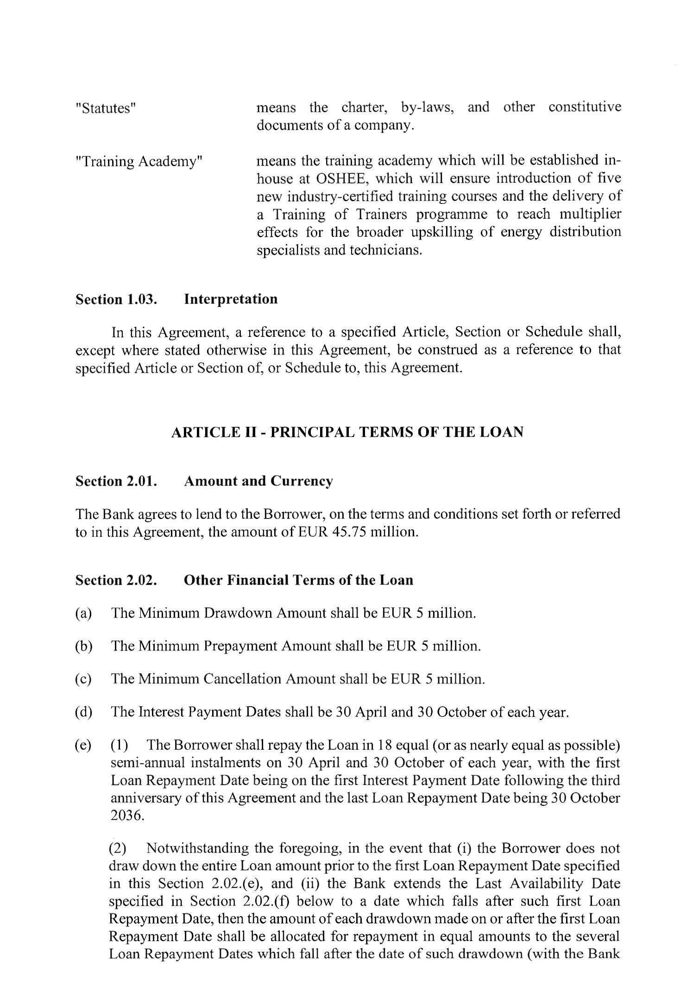 "Statutes" means the charter, by-laws, and other constitutive
documents of a company.
"Training Academy" means the training academy which will be established in-
house at OSHEE, which will ensure introduction of five
new industry-certified training courses and the delivery of
a Training of Trainers programme to reach multiplier
effects for the broader upskilling of energy distribution
specialists and technicians.
Section 1.03. Interpretation
In this Agreement, a reference to a specified Article, Section or Schedule shall,
except where stated otherwise in this Agreement, be construed as a reference to that
specified Article or Section of, or Schedule to, this Agreement.
ARTICLE II - PRINCIPAL TERMS OF THE LOAN
Section 2.01. Amount and Currency
The Bank agrees to lend to the Borrower, on the terms and conditions set forth or referred
to in this Agreement, the amount of EUR 45.75 million.
Section 2.02. Other Financial Terms of the Loan
(a) The Minimum Drawdown Amount shall be EUR 5 million.
(b) The Minimum Prepayment Amount shall be EUR 5 million.
(c) The Minimum Cancellation Amount shall be EUR 5 million.
(d) The Interest Payment Dates shall be 30 April and 30 October of each year.
(e) (1) The Borrower shall repay the Loan in 18 equal (or as nearly equal as possible)
semi-annual instalments on 30 April and 30 October of each year, with the first
Loan Repayment Date being on the first Interest Payment Date following the third
anniversary of this Agreement and the last Loan Repayment Date being 30 October
2036.
(2) Notwithstanding the foregoing, in the event that (i) the Borrower does not
draw down the entire Loan amount prior to the first Loan Repayment Date specified
in this Section 2.02.(e), and (ii) the Bank extends the Last Availability Date
specified in Section 2.02.(f) below to a date which falls after such first Loan
Repayment Date, then the amount of each drawdown made on or after the first Loan
Repayment Date shall be allocated for repayment in equal amounts to the several
Loan Repayment Dates which fall after the date of such drawdown (with the Bank